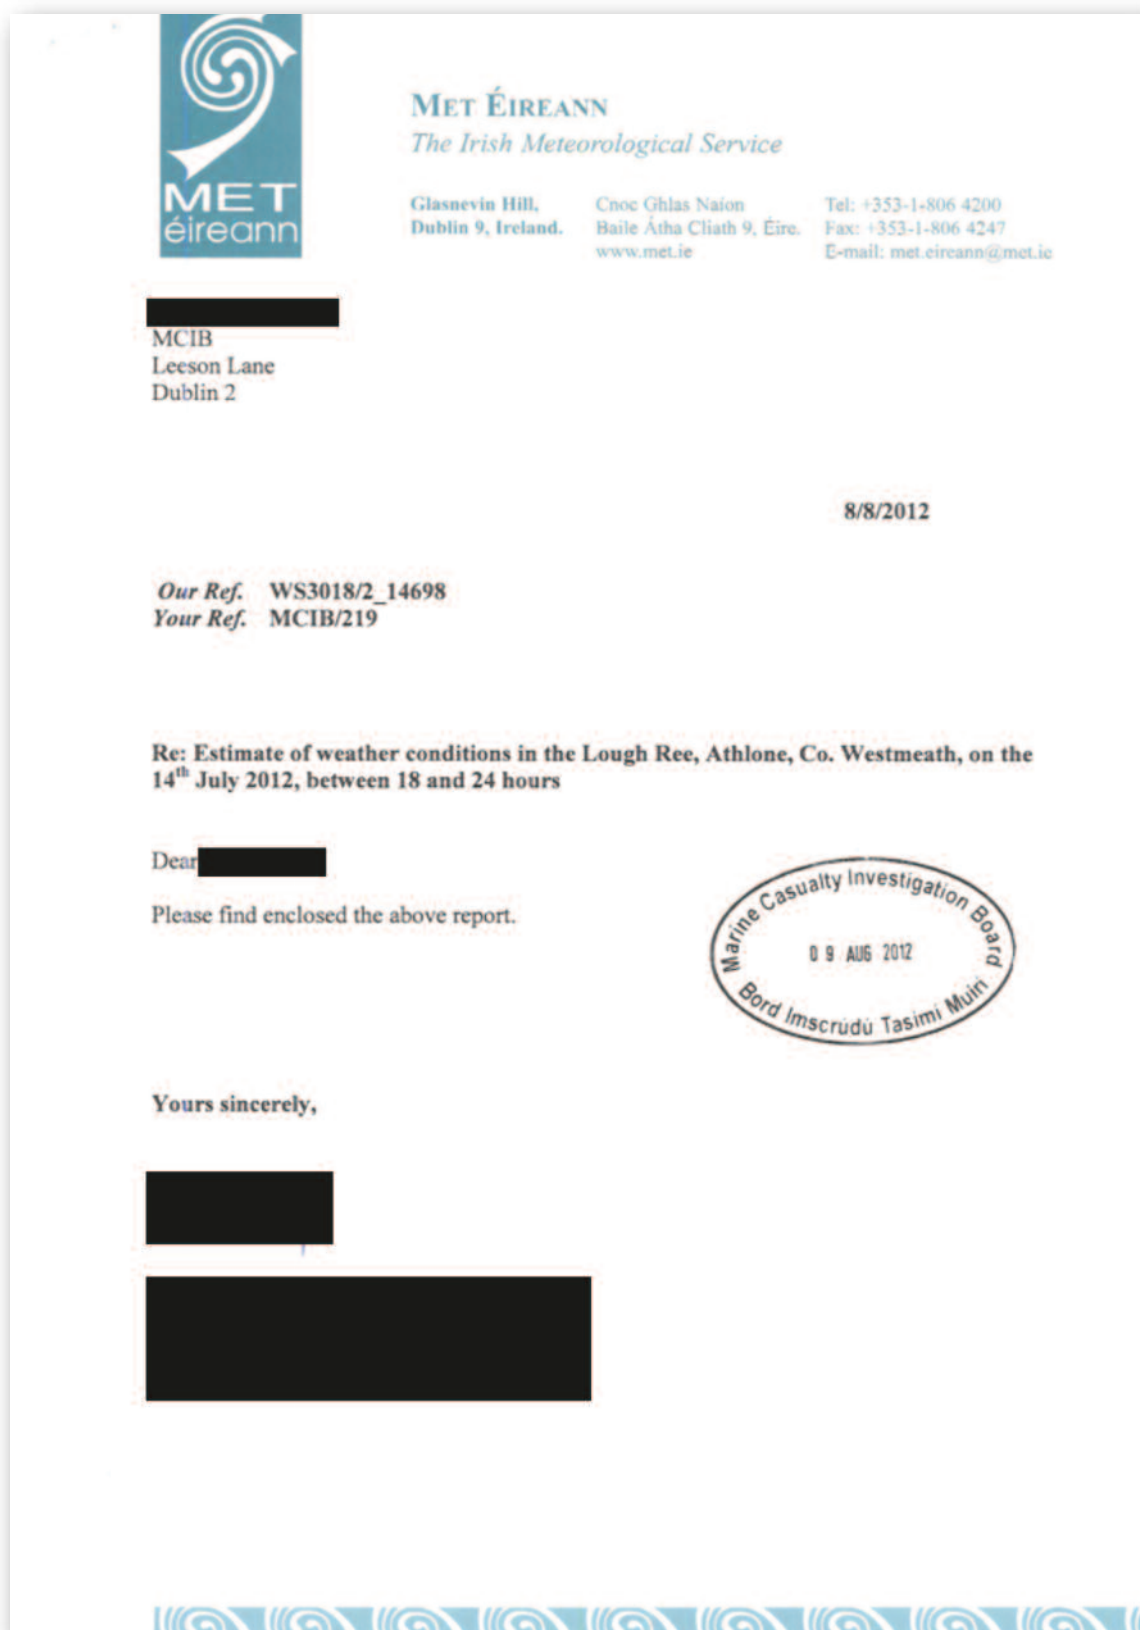 MET
éireann
MET ÉIREANN
The Irish Meteorological Service
Glasnevin Hill,
Dublin 9, Ireland.
Cnoc Ghlas Naíon
Baile Átha Cliath 9, Éire.
www.met.ie
Tel: +353-1-806 4200
Fax: +353-1-806 4247
E-mail: met.eireann@met.ie
MCIB
Leeson Lane
Dublin 2
8/8/2012
Our Ref. WS3018/2_14698
Your Ref. MCIB/219
Re: Estimate of weather conditions in the Lough Ree, Athlone, Co. Westmeath, on the
14th July 2012, between 18 and 24 hours
Dear
Please find enclosed the above report.
Marine Casualty Investigation Board
09 AUG 2012
Bord Imscrúdú Taismí Muirí
Yours sincerely,